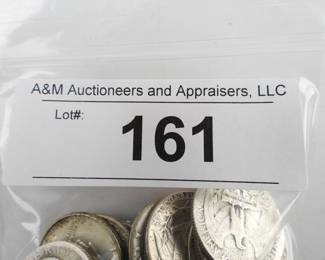 A&M Auctioneers and Appraisers, LLC
Lot#:
161